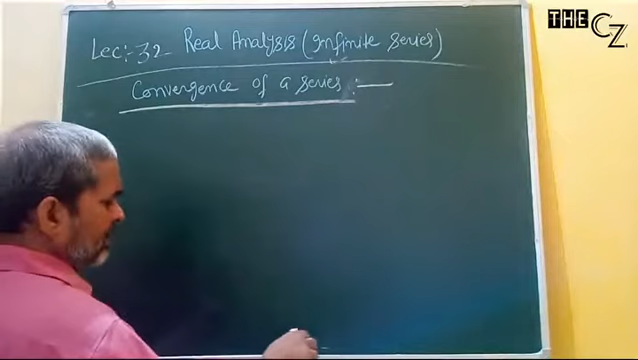 THE CZ
Lec:- 32- Real Analysis (Infinite Series)
Convergence of a series :—